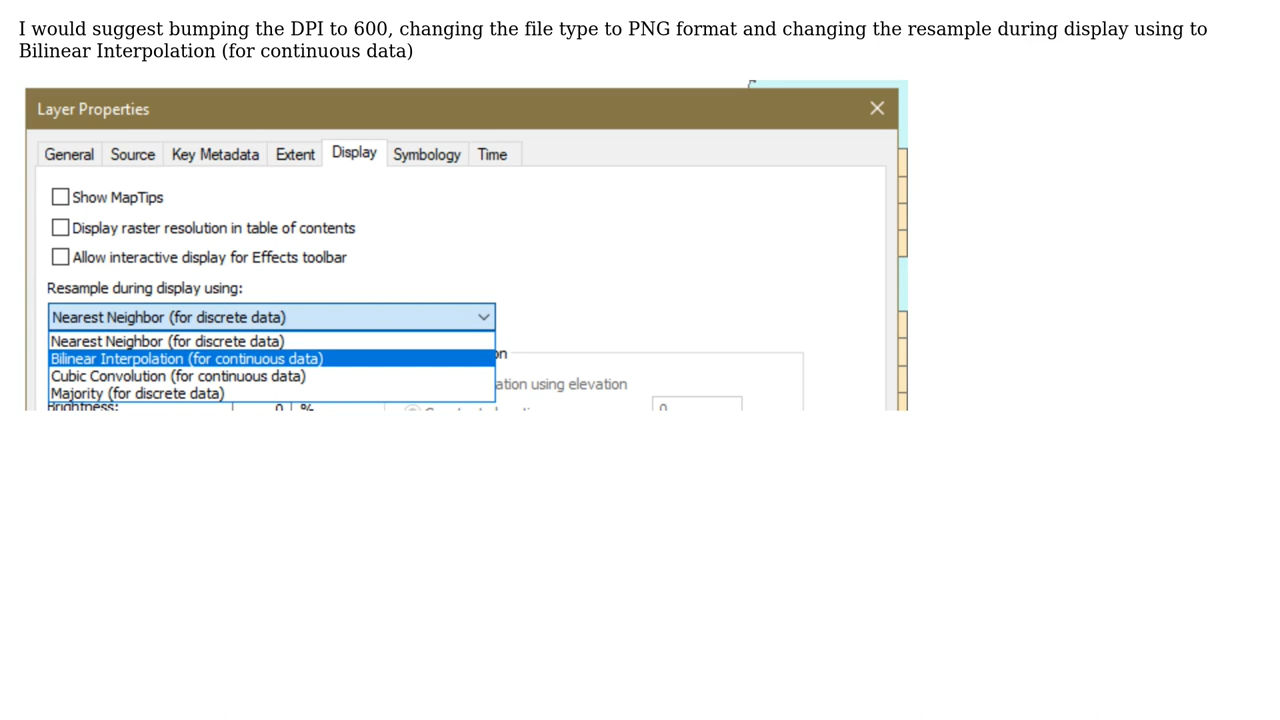 I would suggest bumping the DPI to 600, changing the file type to PNG format and changing the resample during display using to
Bilinear Interpolation (for continuous data)
Layer Properties
General Source Key Metadata Extent Display Symbology Time
Show MapTips
Display raster resolution in table of contents
Allow interactive display for Effects toolbar
Resample during display using:
Nearest Neighbor (for discrete data)
Nearest Neighbor (for discrete data)
Bilinear Interpolation (for continuous data)
Cubic Convolution (for continuous data)
Majority (for discrete data)
ation using elevation
Brightness: 0 % 0